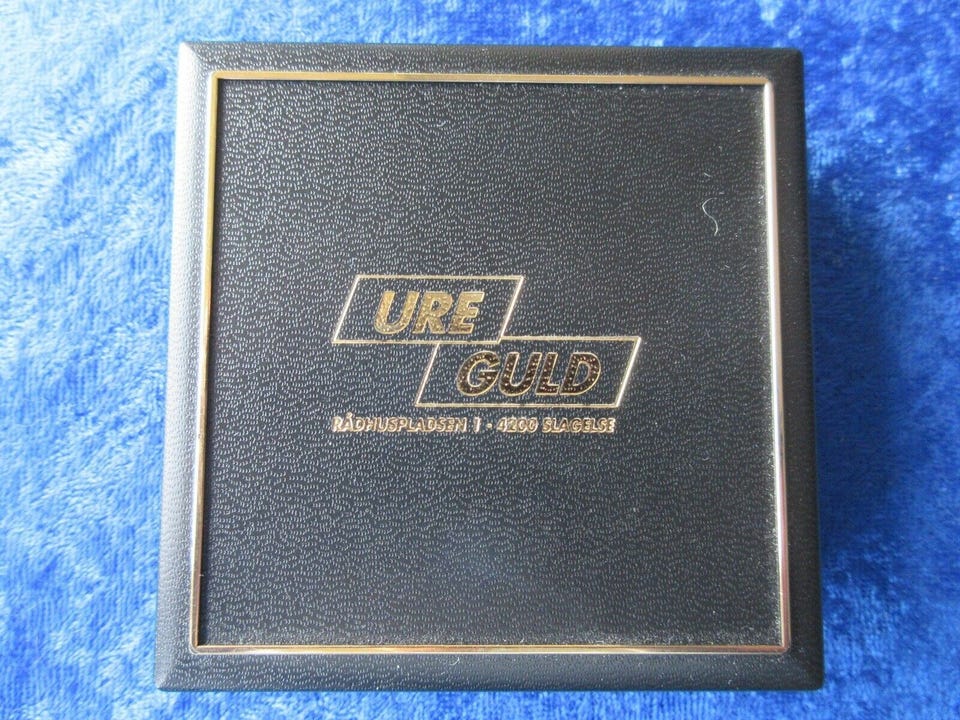 URE
GULD
RÅDHUSPLADSEN 1 - 4200 SLAGELSE